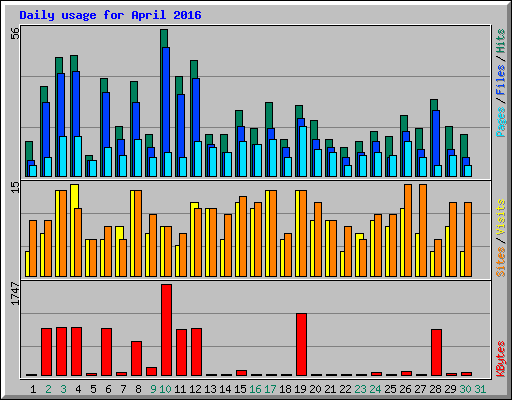 Daily usage for April 2016
56
Pages / Files / Hits
15
Sites / Visits
1747
KBytes
1 2 3 4 5 6 7 8 9 10 11 12 13 14 15 16 17 18 19 20 21 22 23 24 25 26 27 28 29 30 31